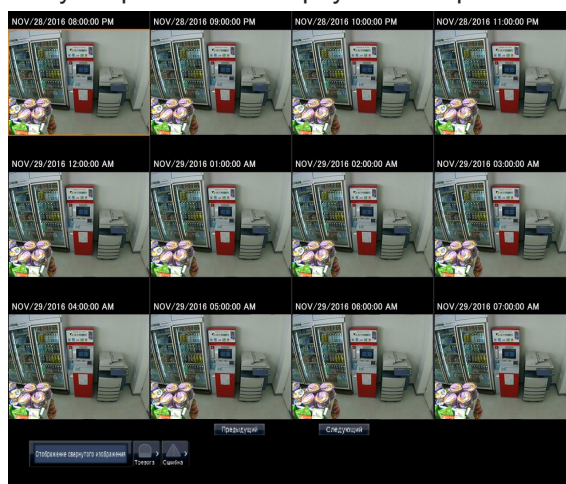 NOV/28/2016 08:00:00 PM
NOV/28/2016 09:00:00 PM
NOV/28/2016 10:00:00 PM
NOV/28/2016 11:00:00 PM
NOV/29/2016 12:00:00 AM
NOV/29/2016 01:00:00 AM
NOV/29/2016 02:00:00 AM
NOV/29/2016 03:00:00 AM
NOV/29/2016 04:00:00 AM
NOV/29/2016 05:00:00 AM
NOV/29/2016 06:00:00 AM
NOV/29/2016 07:00:00 AM
Предыдущий
Следующий
Отображение свернутого изображения
Тревога
Ошибка